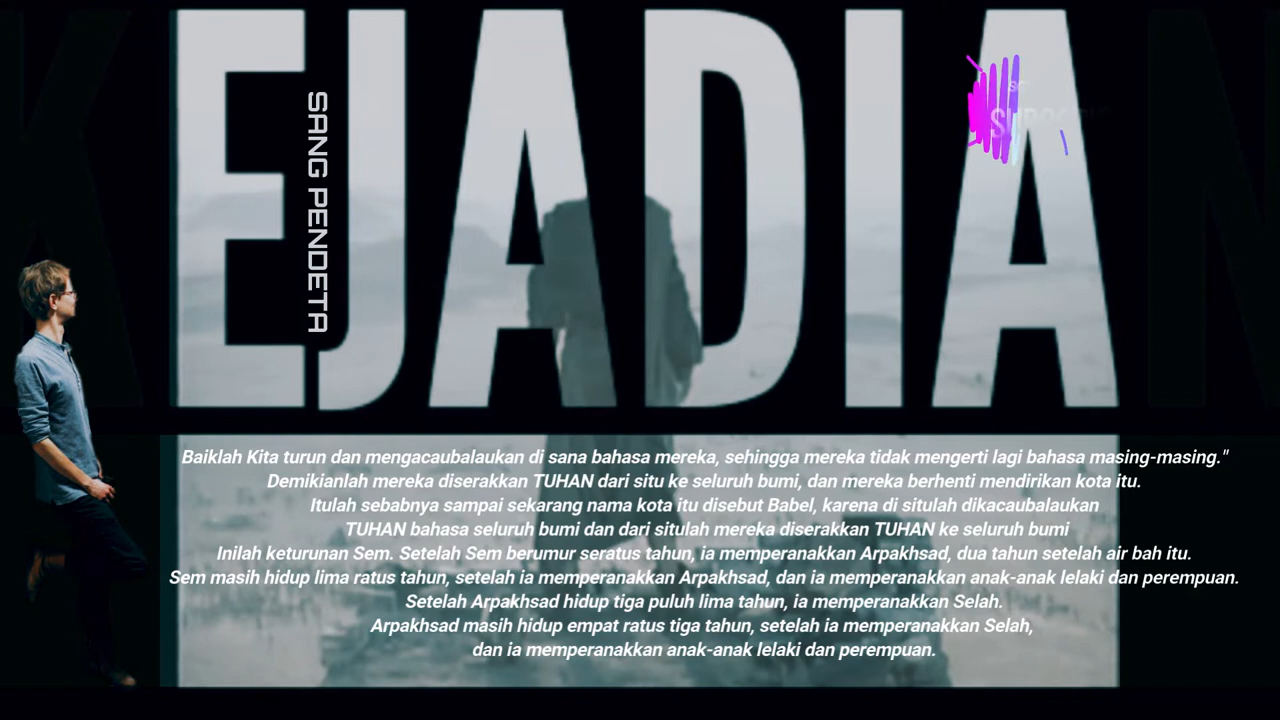 KEJADIAN
SANG PENDETA
Baiklah Kita turun dan mengacaubalaukan di sana bahasa mereka, sehingga mereka tidak mengerti lagi bahasa masing-masing."
Demikianlah mereka diserakkan TUHAN dari situ ke seluruh bumi, dan mereka berhenti mendirikan kota itu.
Itulah sebabnya sampai sekarang nama kota itu disebut Babel, karena di situlah dikacaubalaukan
TUHAN bahasa seluruh bumi dan dari situlah mereka diserakkan TUHAN ke seluruh bumi
Inilah keturunan Sem. Setelah Sem berumur seratus tahun, ia memperanakkan Arpakhsad, dua tahun setelah air bah itu.
Sem masih hidup lima ratus tahun, setelah ia memperanakkan Arpakhsad, dan ia memperanakkan anak-anak lelaki dan perempuan.
Setelah Arpakhsad hidup tiga puluh lima tahun, ia memperanakkan Selah.
Arpakhsad masih hidup empat ratus tiga tahun, setelah ia memperanakkan Selah,
dan ia memperanakkan anak-anak lelaki dan perempuan.